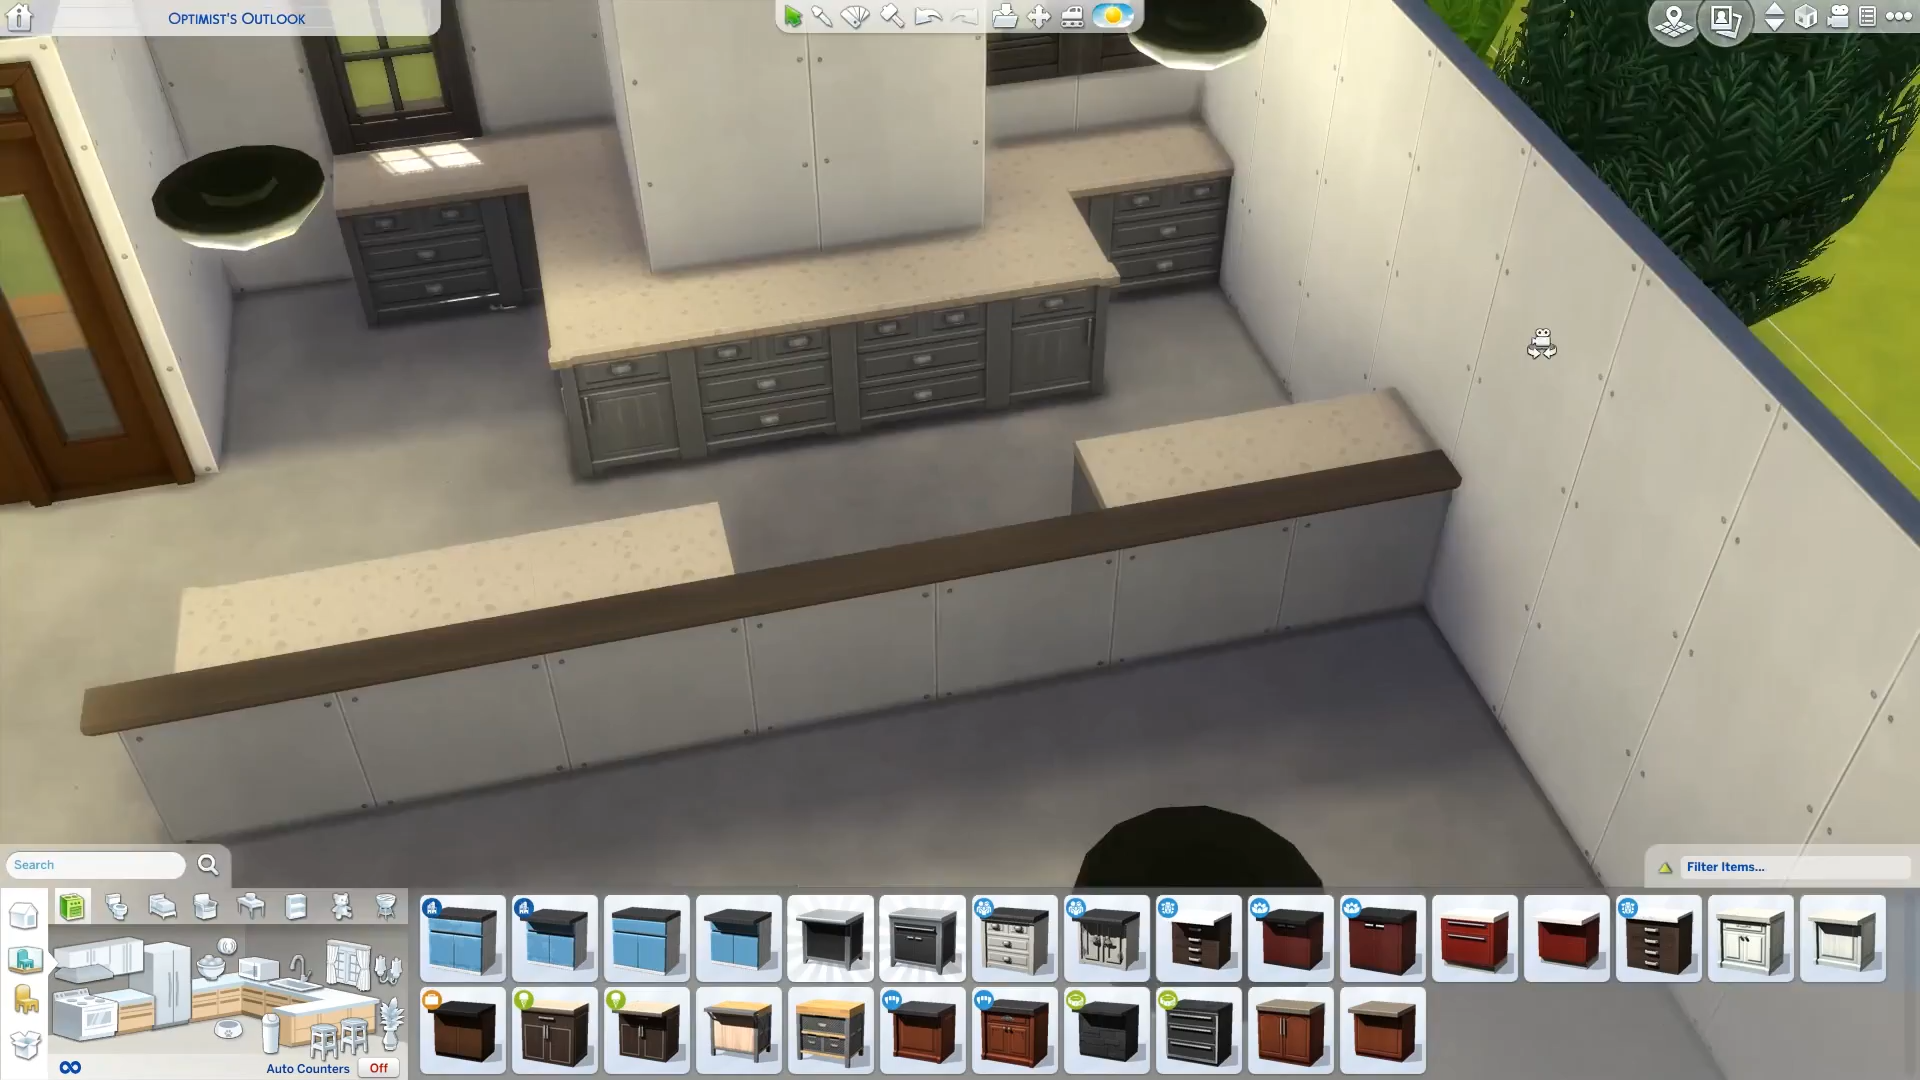 OPTIMIST'S OUTLOOK
Search
Filter Items...
Auto Counters
Off